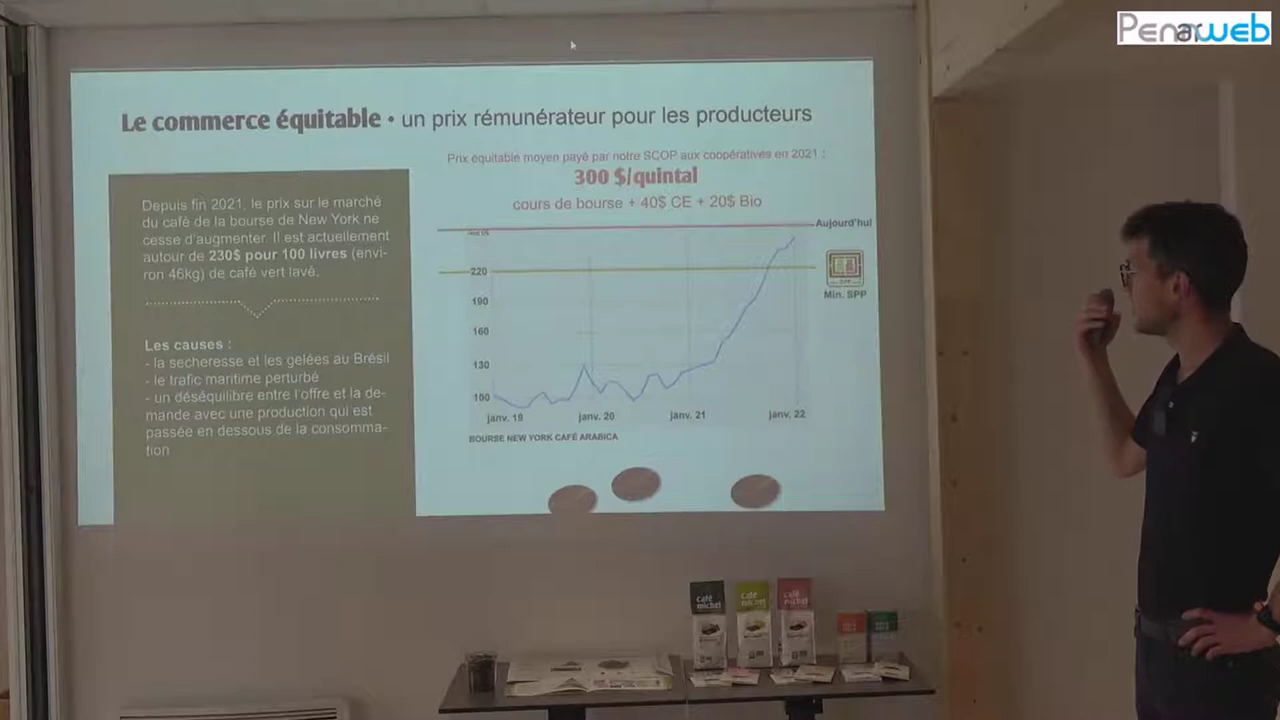 Penarweb
Le commerce équitable • un prix rémunérateur pour les producteurs
Prix équitable moyen payé par notre SCOP aux coopératives en 2021 :
300 $/quintal
cours de bourse + 40$ CE + 20$ Bio
Depuis fin 2021, le prix sur le marché
du café de la bourse de New York ne
cesse d'augmenter. Il est actuellement
autour de 230$ pour 100 livres (envi-
ron 46kg) de café vert lavé.
Les causes :
- la secheresse et les gelées au Brésil
- le trafic maritime perturbé
- un déséquilibre entre l'offre et la de-
mande avec une production qui est
passée en dessous de la consomma-
tion
Aujourd'hui
220
190
160
130
100
Min. SPP
janv. 19
janv. 20
janv. 21
janv. 22
BOURSE NEW YORK CAFÉ ARABICA
café
michel
Café
michel
café
michel